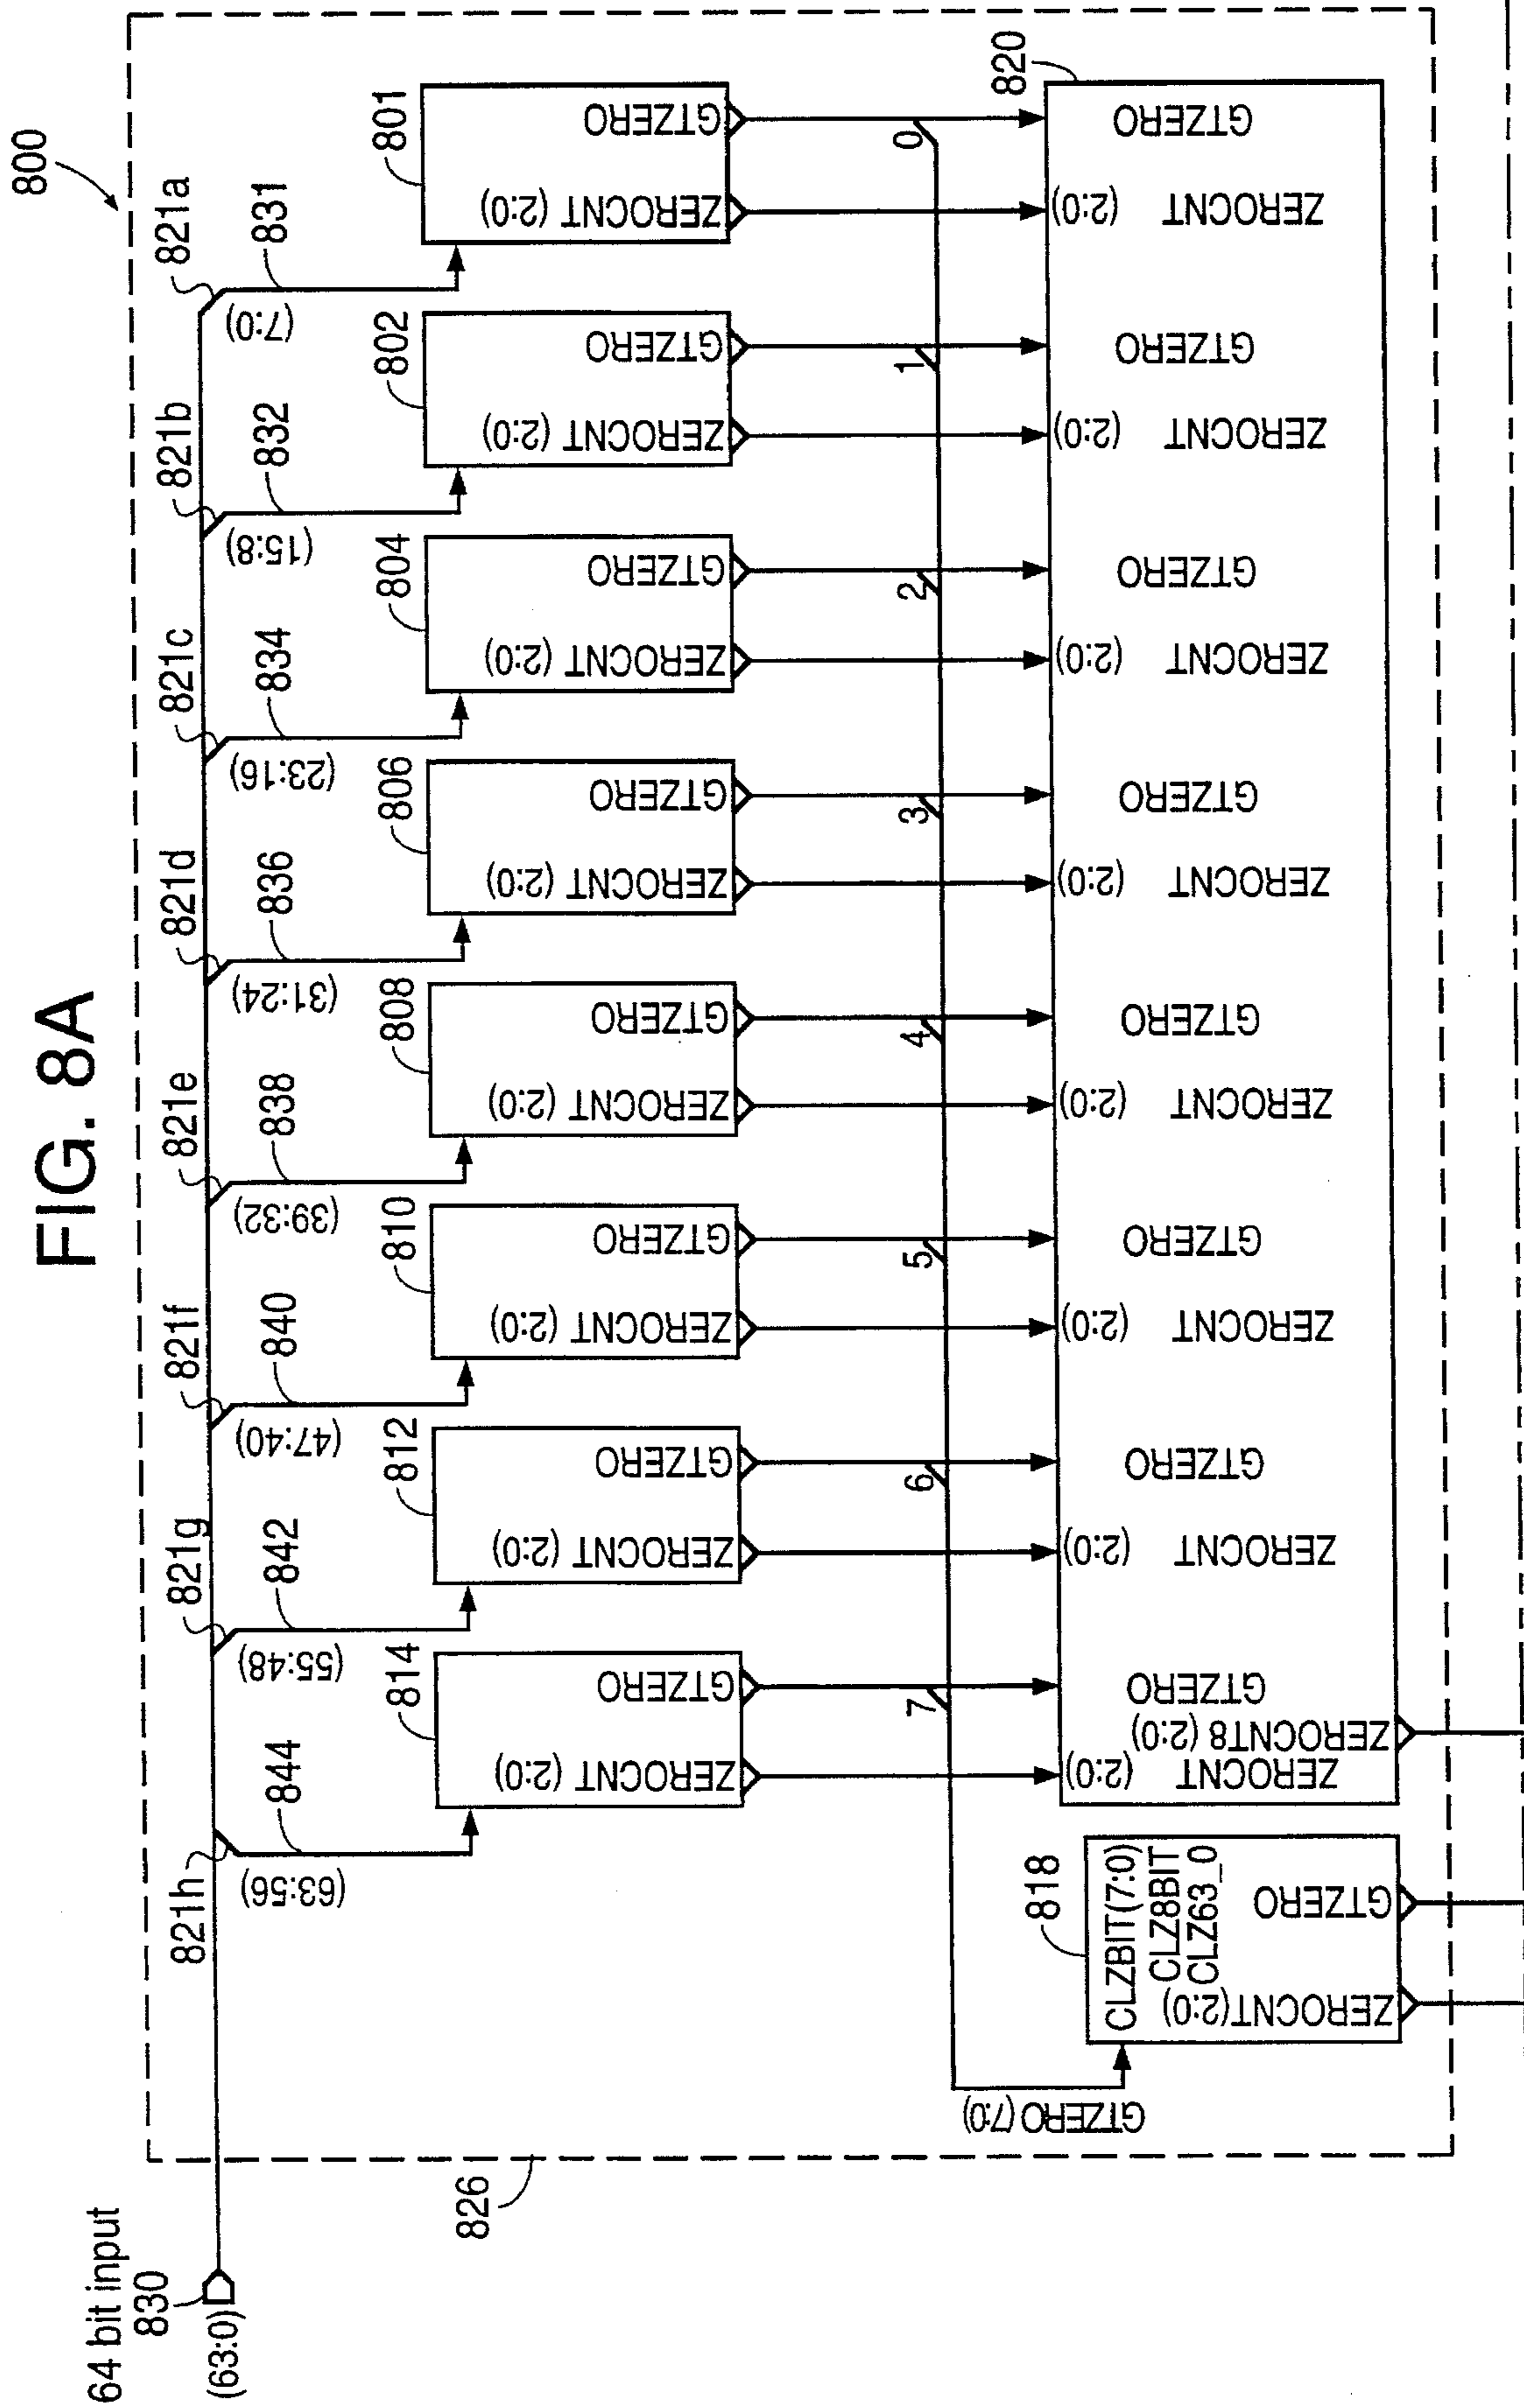 FIG. 8A
800
64 bit input
830
(63:0)
826
821h
821g
821f
821e
821d
821c
821b
821a
844
842
840
838
836
834
832
831
(63:56)
(55:48)
(47:40)
(39:32)
(31:24)
(23:16)
(15:8)
(7:0)
814
812
810
808
806
804
802
801
ZEROCNT (2:0)
GTZERO
ZEROCNT (2:0)
GTZERO
ZEROCNT (2:0)
GTZERO
ZEROCNT (2:0)
GTZERO
ZEROCNT (2:0)
GTZERO
ZEROCNT (2:0)
GTZERO
ZEROCNT (2:0)
GTZERO
ZEROCNT (2:0)
GTZERO
7
6
5
4
3
2
1
0
GTZERO (7:0)
818
CLZBIT(7:0)
CLZ8BIT
CLZ63_0
ZEROCNT(2:0)
GTZERO
820
(2:0)
ZEROCNT
GTZERO
(2:0)
ZEROCNT
GTZERO
(2:0)
ZEROCNT
GTZERO
(2:0)
ZEROCNT
GTZERO
(2:0)
ZEROCNT
GTZERO
(2:0)
ZEROCNT
GTZERO
(2:0)
ZEROCNT
GTZERO
(2:0)
ZEROCNT
GTZERO
ZEROCNT8 (2:0)